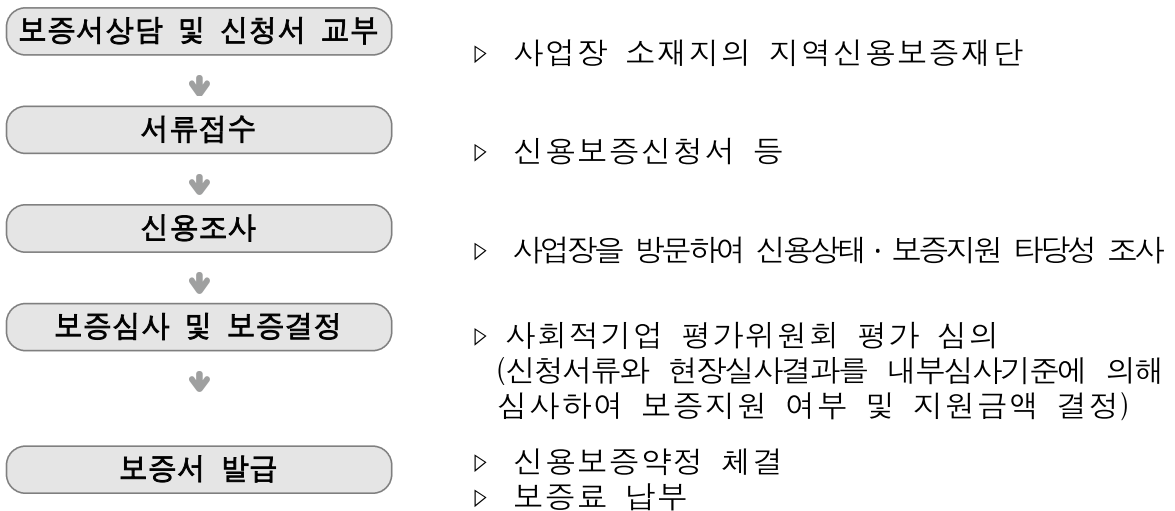 보증서상담 및 신청서 교부
▷ 사업장 소재지의 지역신용보증재단
서류접수
▷ 신용보증신청서 등
신용조사
▷ 사업장을 방문하여 신용상태·보증지원 타당성 조사
보증심사 및 보증결정
▷ 사회적기업 평가위원회 평가 심의
(신청서류와 현장실사결과를 내부심사기준에 의해
심사하여 보증지원 여부 및 지원금액 결정)
보증서 발급
▷ 신용보증약정 체결
▷ 보증료 납부